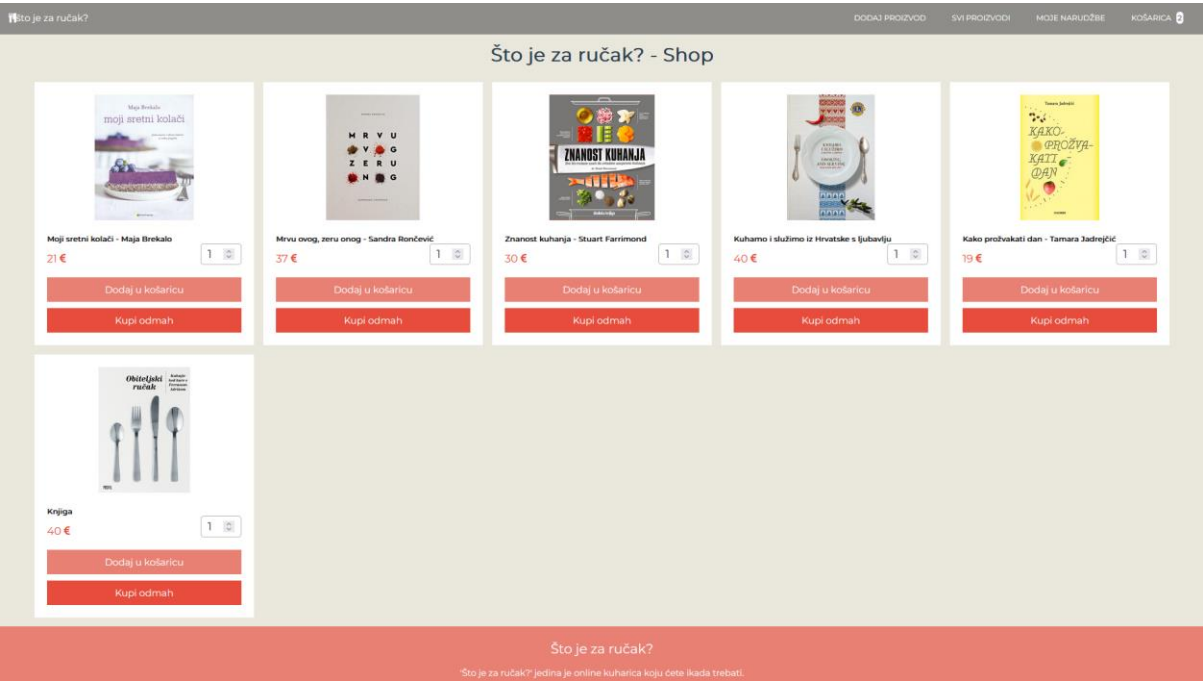 Što je za ručak?
DODAJ PROIZVOD
SVI PROIZVODI
MOJE NARUDŽBE
KOŠARICA 2
Što je za ručak? - Shop
Maja Brekalo
moji sretni kolači
Moji sretni kolači - Maja Brekalo
21 €
1
Dodaj u košaricu
Kupi odmah
M R V U
O V O G
Z E R U
O N O G
Mrvu ovog, zeru onog - Sandra Rončević
37 €
1
Dodaj u košaricu
Kupi odmah
ZNANOST KUHANJA
Znanost kuhanja - Stuart Farrimond
30 €
1
Dodaj u košaricu
Kupi odmah
Kuhamo i služimo iz Hrvatske s ljubavlju
40 €
1
Dodaj u košaricu
Kupi odmah
Tamara Jadrejčić
KAKO-
PROŽVA-
KATI
DAN
Kako prožvakati dan - Tamara Jadrejčić
19 €
1
Dodaj u košaricu
Kupi odmah
Obiteljski
ručak
Knjiga
40 €
1
Dodaj u košaricu
Kupi odmah
Što je za ručak?
"Što je za ručak?" jedina je online kuharica koju ćete ikada trebati.